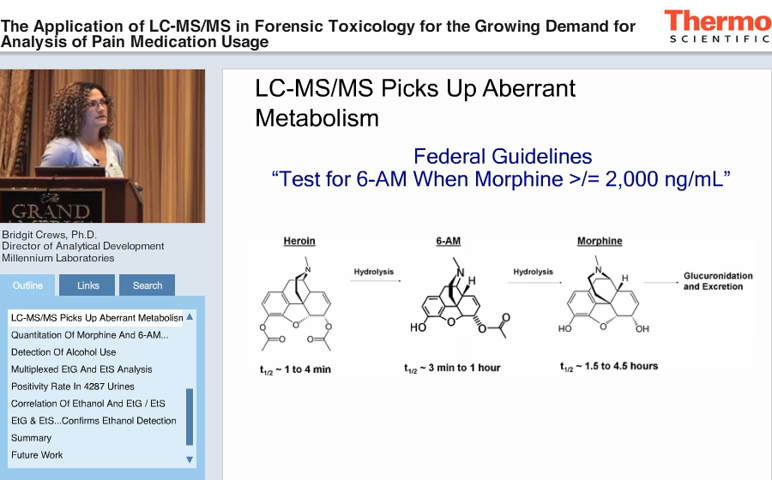 The Application of LC-MS/MS in Forensic Toxicology for the Growing Demand for
Analysis of Pain Medication Usage
Thermo
SCIENTIFIC
THE
GRAND
AMERICA
Bridgit Crews, Ph.D.
Director of Analytical Development
Millennium Laboratories
Outline
Links
Search
LC-MS/MS Picks Up Aberrant Metabolism
Quantitation Of Morphine And 6-AM...
Detection Of Alcohol Use
Multiplexed EtG And EtS Analysis
Positivity Rate In 4287 Urines
Correlation Of Ethanol And EtG / EtS
EtG & EtS...Confirms Ethanol Detection
Summary
Future Work
LC-MS/MS Picks Up Aberrant
Metabolism
Federal Guidelines
“Test for 6-AM When Morphine >/= 2,000 ng/mL”
Heroin
6-AM
Morphine
Hydrolysis
Hydrolysis
Glucuronidation
and Excretion
N
O
O
O
O
O
N
H
HO
O
O
O
N
H
HO
O
OH
t1/2 ~ 1 to 4 min
t1/2 ~ 3 min to 1 hour
t1/2 ~ 1.5 to 4.5 hours